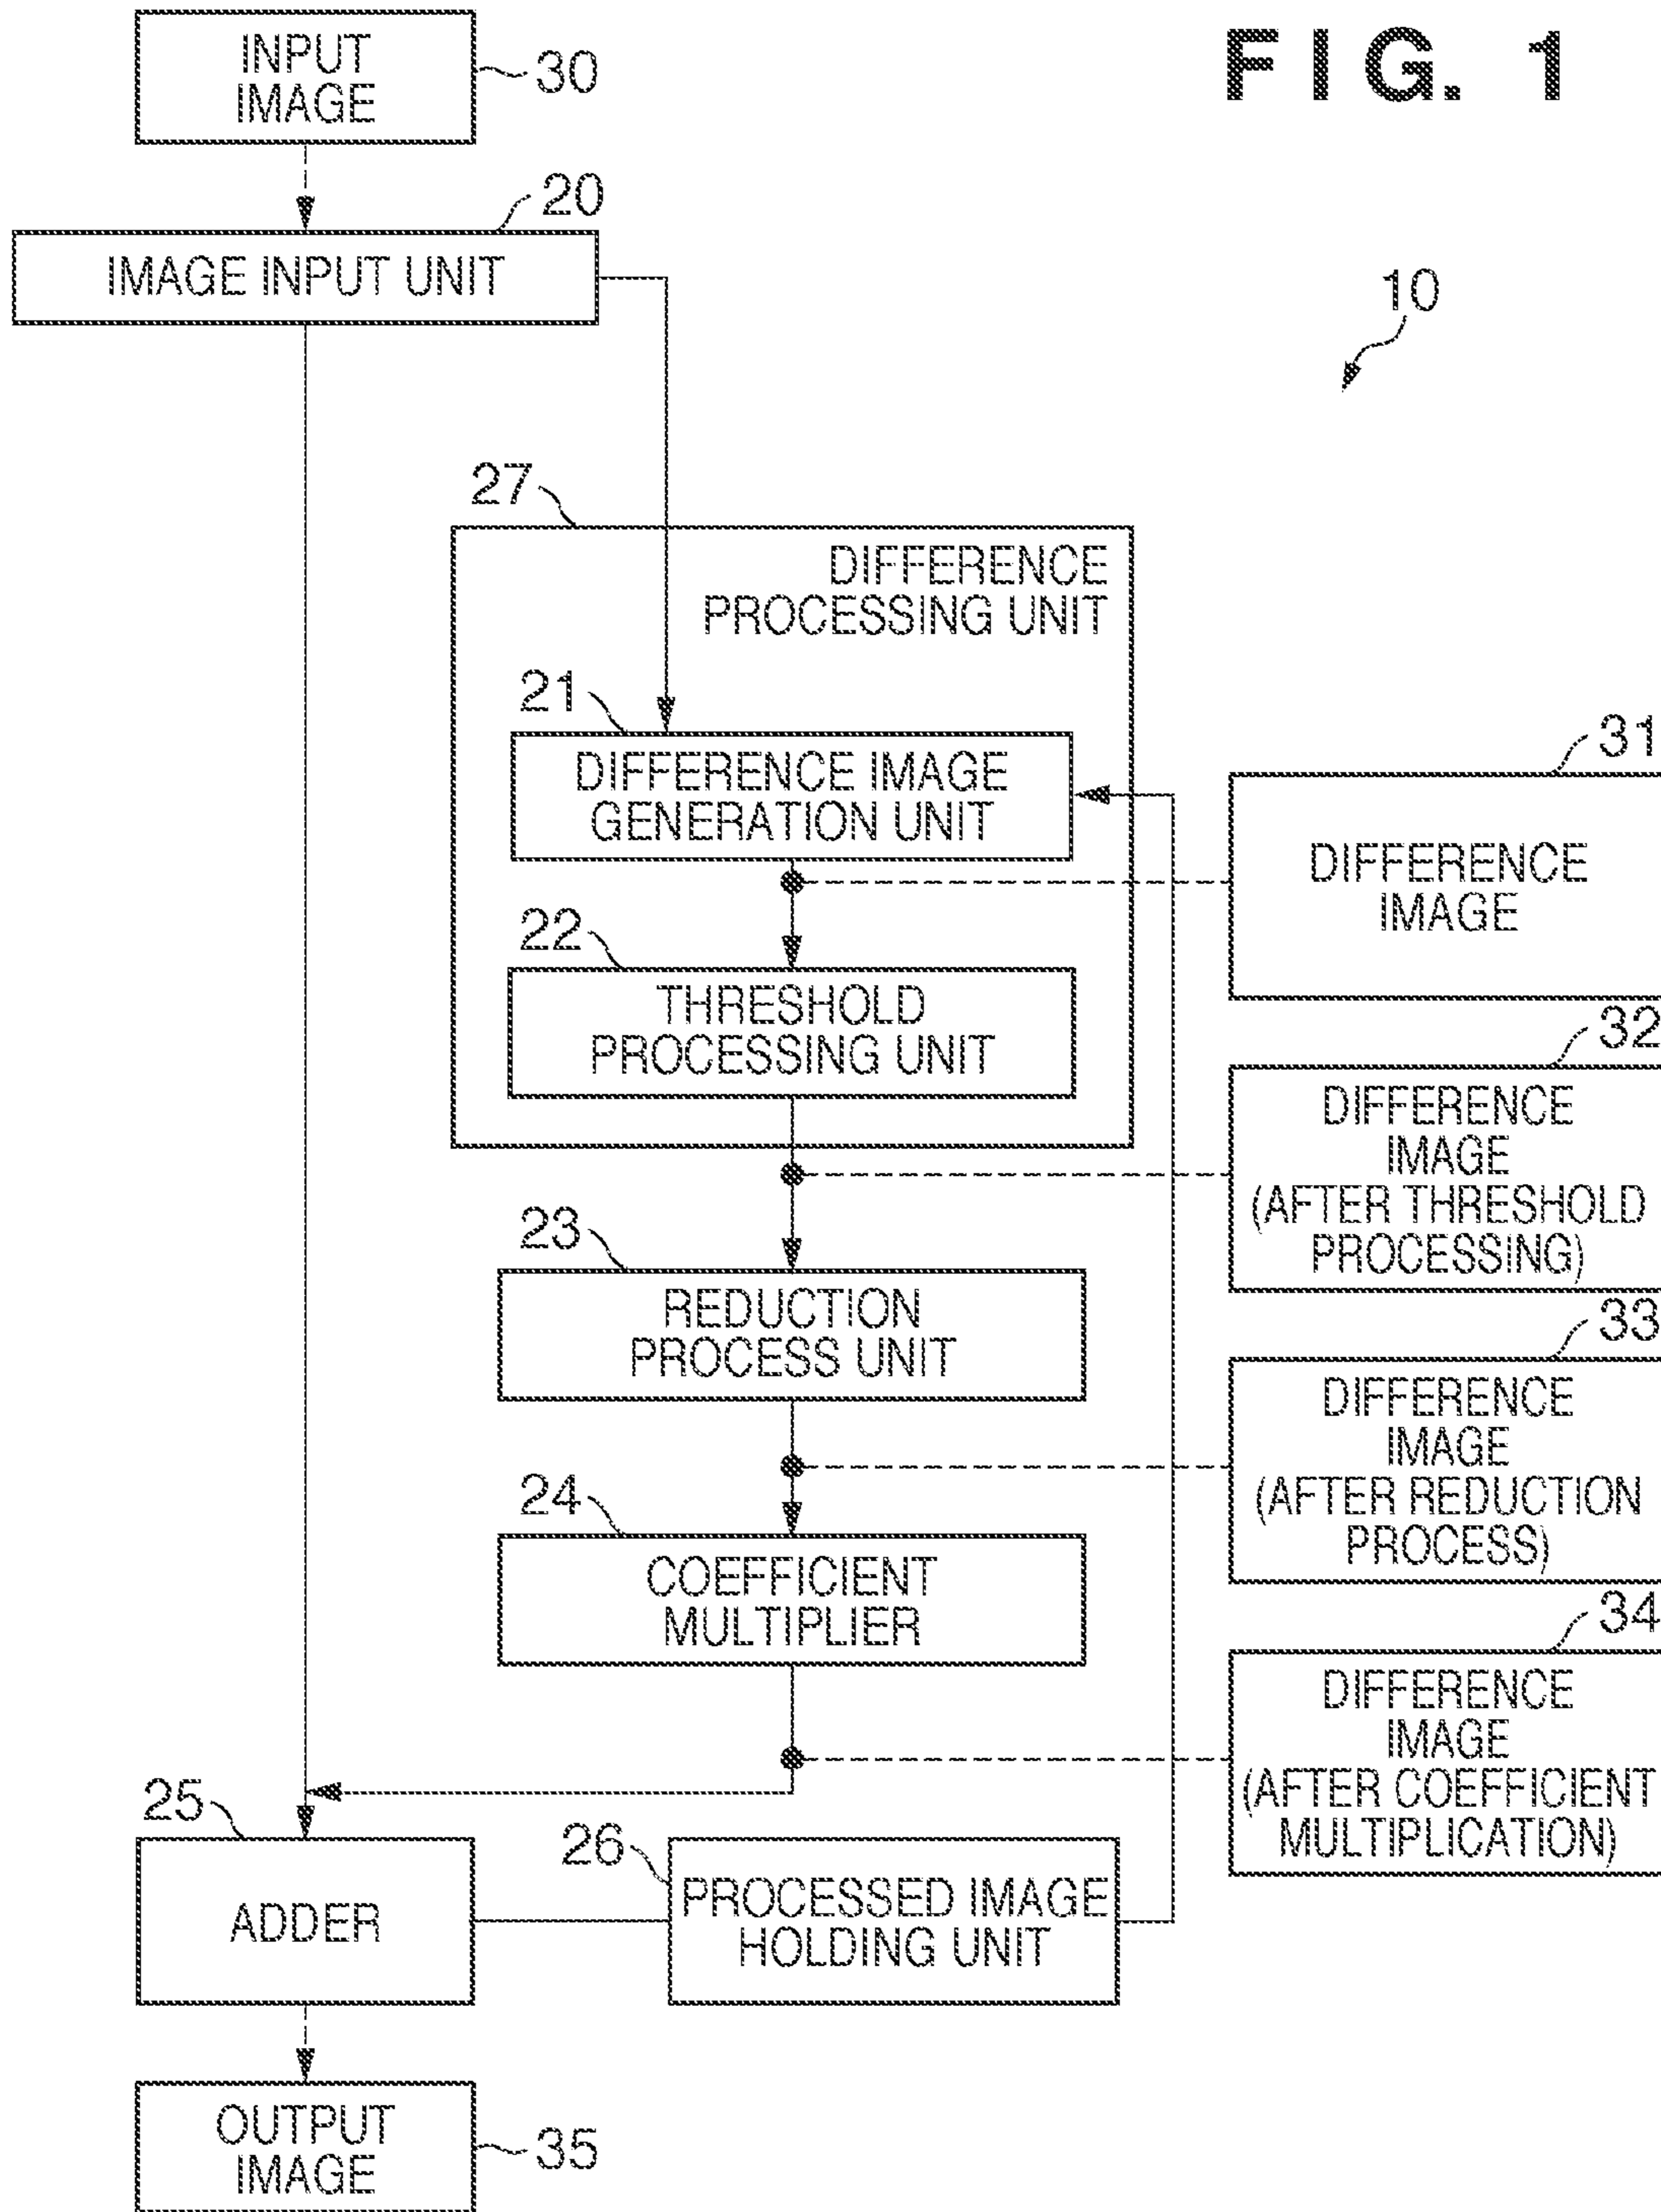 FIG. 1
INPUT
IMAGE
30
20
IMAGE INPUT UNIT
10
27
DIFFERENCE
PROCESSING UNIT
21
DIFFERENCE IMAGE
GENERATION UNIT
31
DIFFERENCE
IMAGE
22
THRESHOLD
PROCESSING UNIT
32
DIFFERENCE
IMAGE
(AFTER THRESHOLD
PROCESSING)
23
REDUCTION
PROCESS UNIT
33
DIFFERENCE
IMAGE
(AFTER REDUCTION
PROCESS)
24
COEFFICIENT
MULTIPLIER
34
DIFFERENCE
IMAGE
(AFTER COEFFICIENT
MULTIPLICATION)
25
ADDER
26
PROCESSED IMAGE
HOLDING UNIT
OUTPUT
IMAGE
35